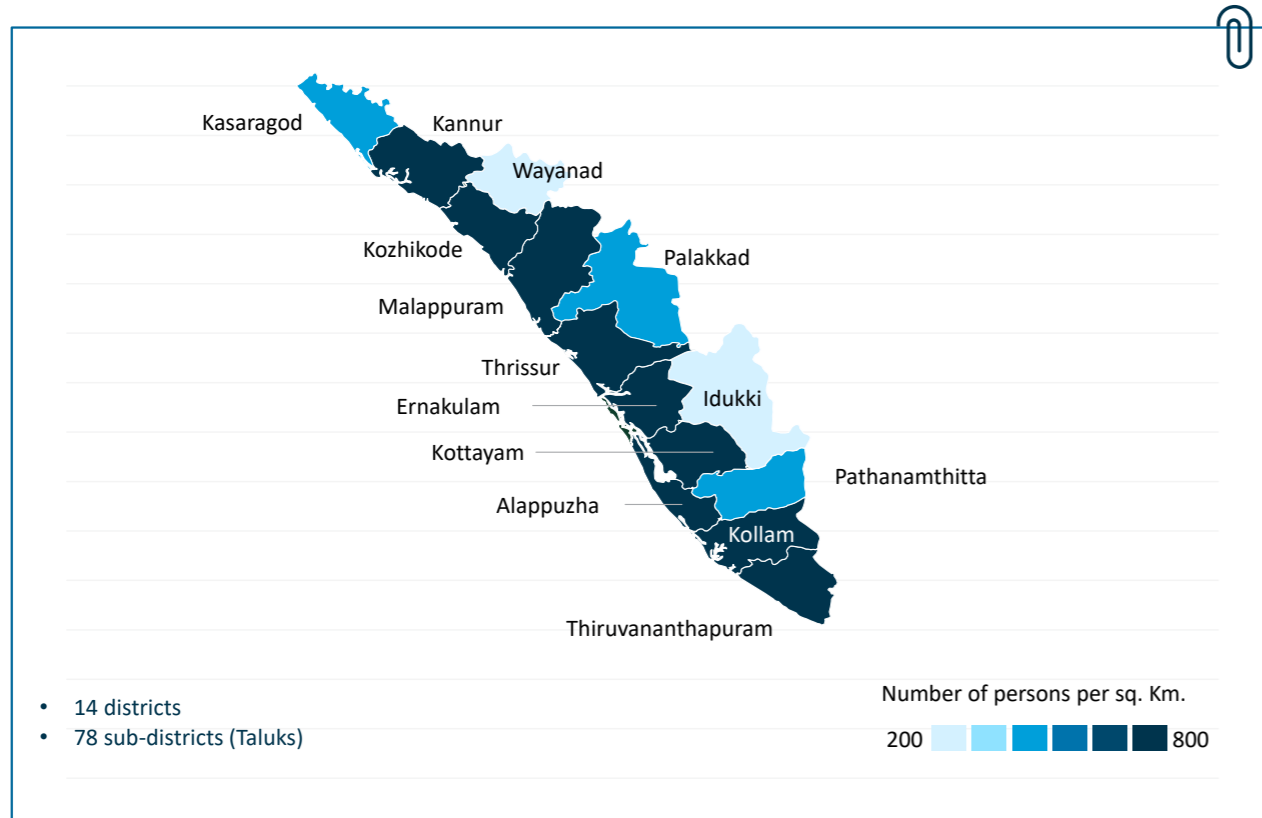 Kasaragod
Kannur
Wayanad
Kozhikode
Palakkad
Malappuram
Thrissur
Idukki
Ernakulam
Kottayam
Pathanamthitta
Alappuzha
Kollam
Thiruvananthapuram
Number of persons per sq. Km.
200 800
• 14 districts
• 78 sub-districts (Taluks)